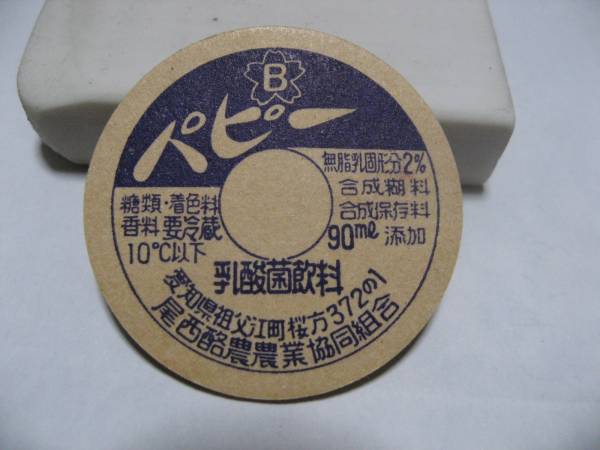 B
ペピー
無脂乳固形分2%
糖類・着色料
合成糊料
香料 要冷蔵
合成保存料
10℃以下
90ml 添加
乳酸菌飲料
愛知県祖父江町桜方372の1
尾西酪農農業協同組合